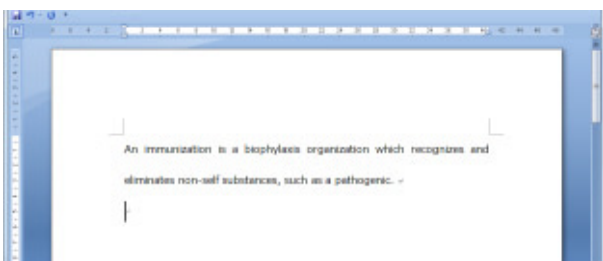 An immunization is a biophylaxis organization which recognizes and
eliminates non-self substances, such as a pathogenic.